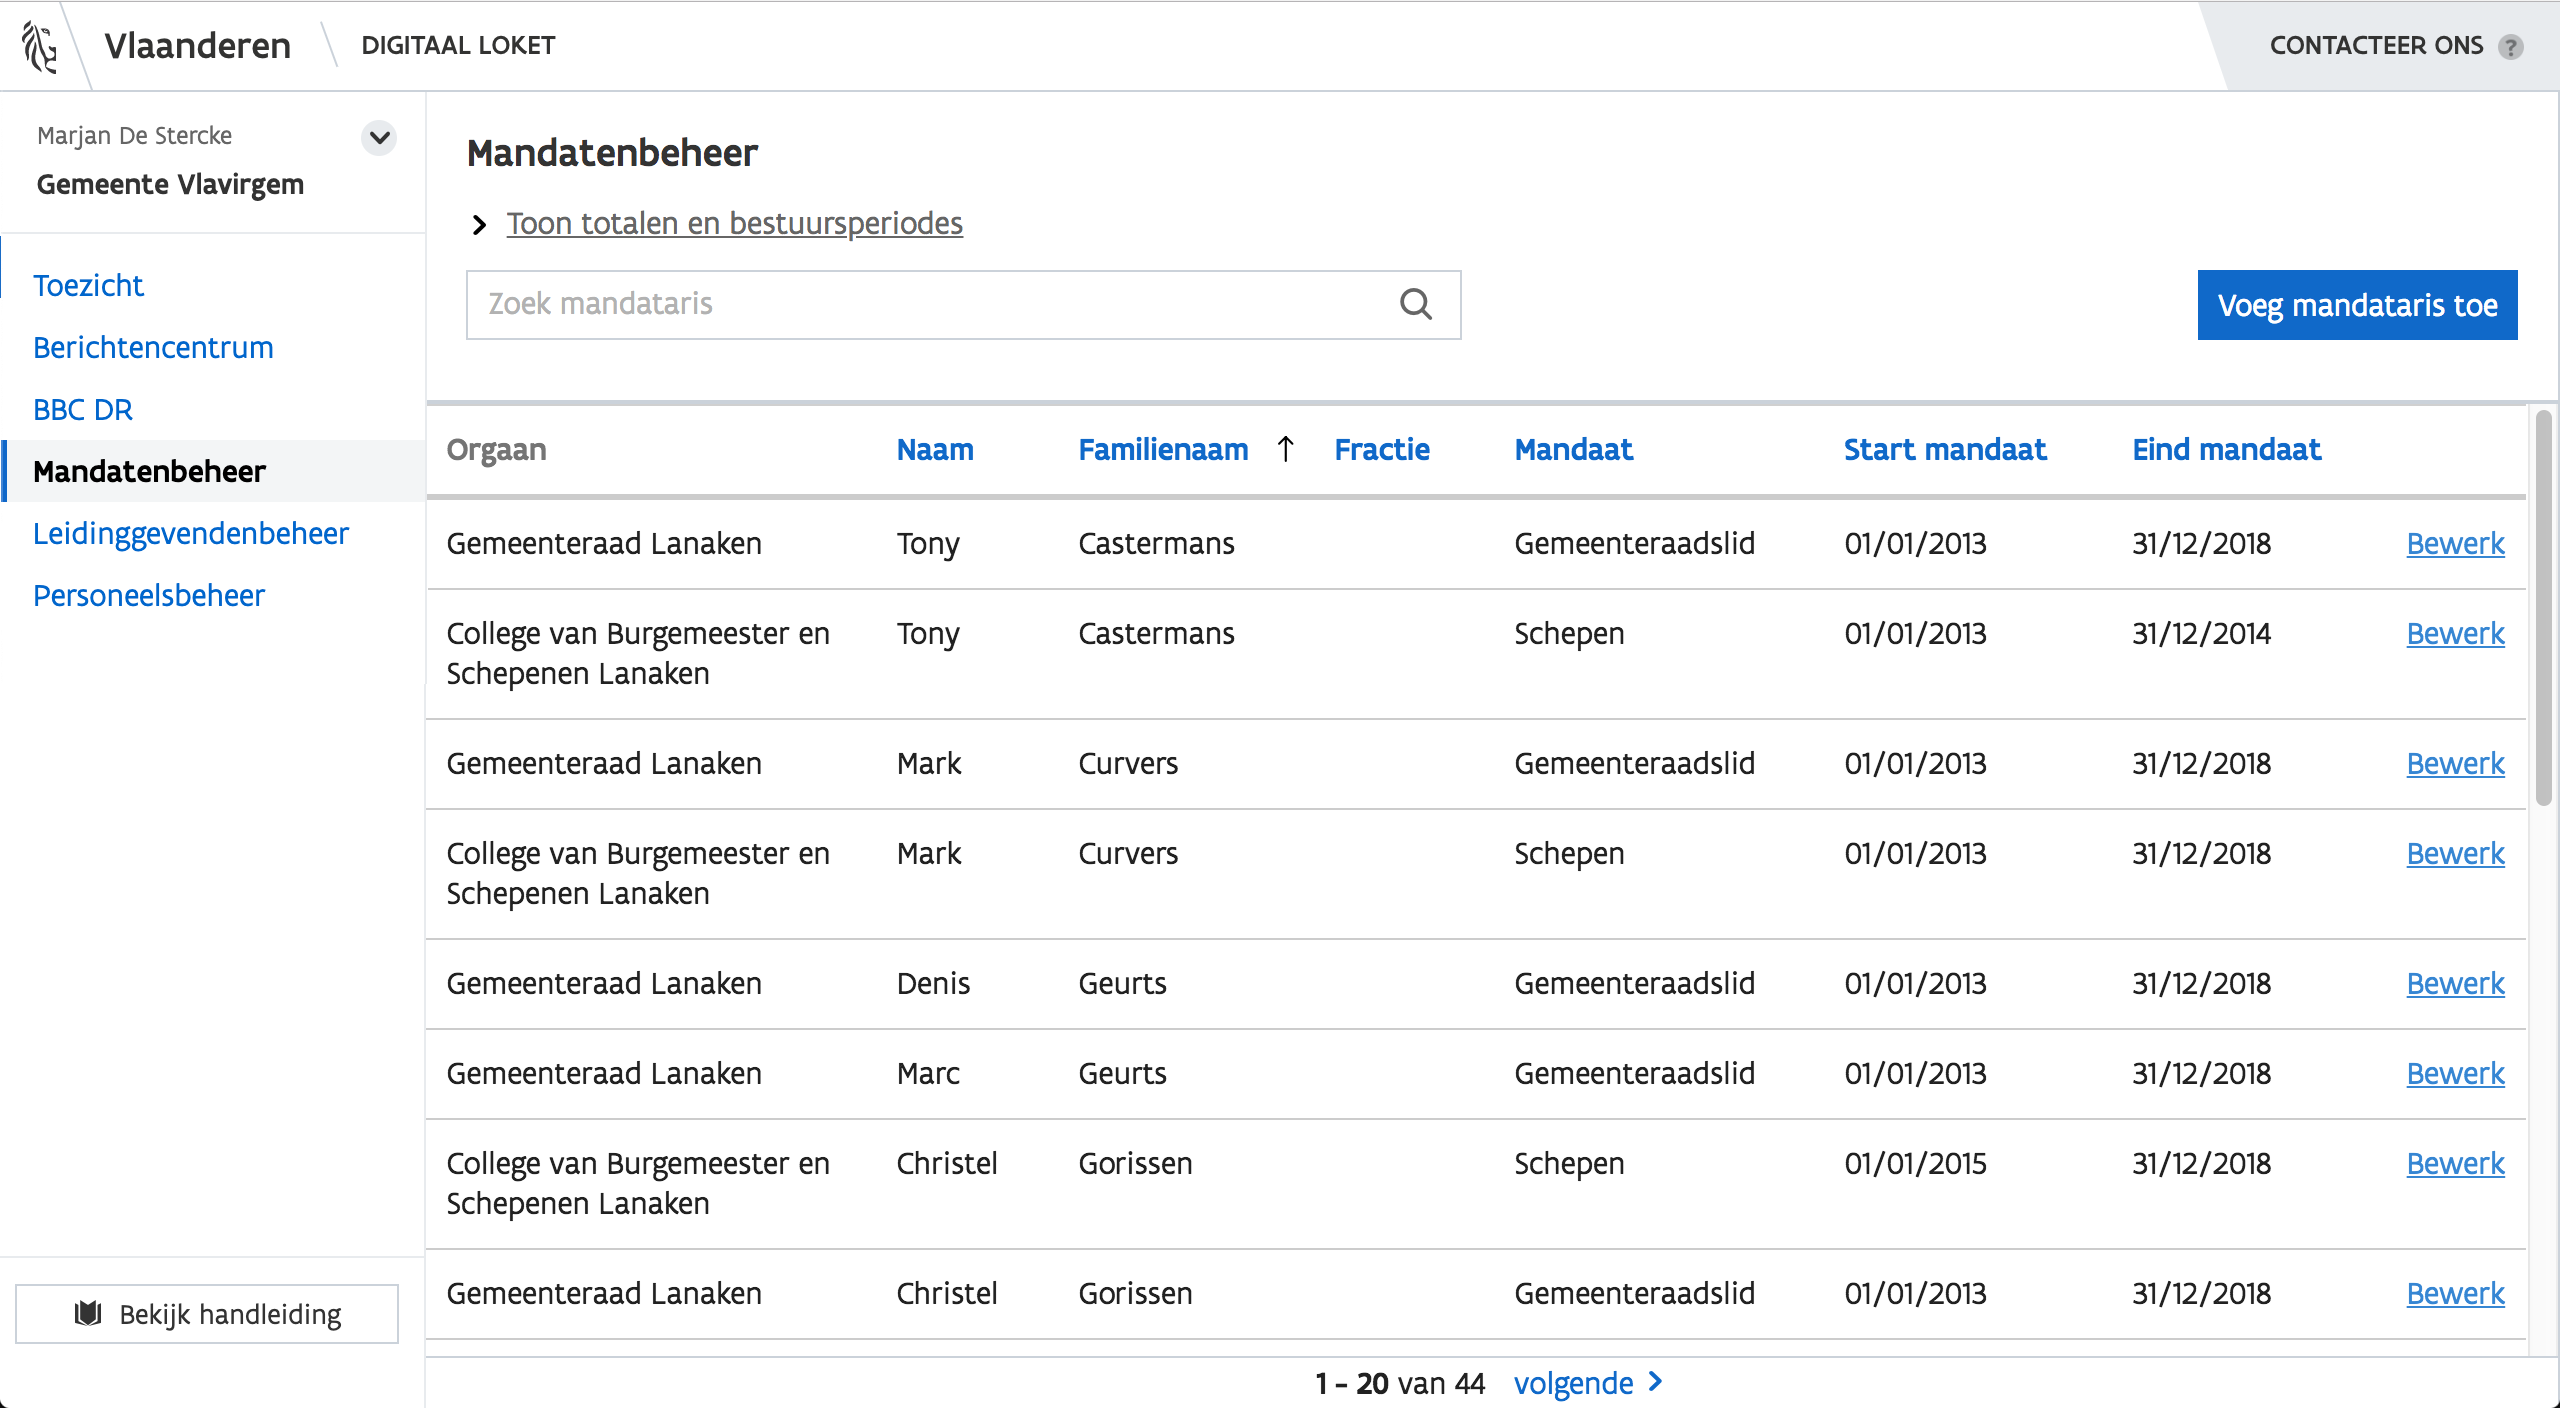 Vlaanderen
DIGITAAL LOKET
CONTACTEER ONS ?
Marjan De Stercke
Gemeente Vlavirgem
Toezicht
Berichtencentrum
BBC DR
Mandatenbeheer
Leidinggevendenbeheer
Personeelsbeheer
Bekijk handleiding
Mandatenbeheer
Toon totalen en bestuursperiodes
Zoek mandataris
Voeg mandataris toe
Orgaan Naam Familienaam ↑ Fractie Mandaat Start mandaat Eind mandaat
Gemeenteraad Lanaken Tony Castermans Gemeenteraadslid 01/01/2013 31/12/2018 Bewerk
College van Burgemeester en Tony Castermans Schepen 01/01/2013 31/12/2014 Bewerk
Schepenen Lanaken
Gemeenteraad Lanaken Mark Curvers Gemeenteraadslid 01/01/2013 31/12/2018 Bewerk
College van Burgemeester en Mark Curvers Schepen 01/01/2013 31/12/2018 Bewerk
Schepenen Lanaken
Gemeenteraad Lanaken Denis Geurts Gemeenteraadslid 01/01/2013 31/12/2018 Bewerk
Gemeenteraad Lanaken Marc Geurts Gemeenteraadslid 01/01/2013 31/12/2018 Bewerk
College van Burgemeester en Christel Gorissen Schepen 01/01/2015 31/12/2018 Bewerk
Schepenen Lanaken
Gemeenteraad Lanaken Christel Gorissen Gemeenteraadslid 01/01/2013 31/12/2018 Bewerk
1 - 20 van 44 volgende